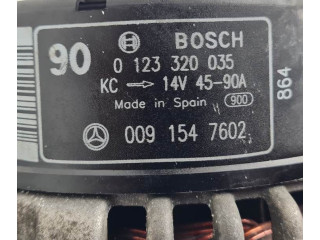 90
BOSCH
0 123 320 035
KC → 14V 45-90A
Made in Spain 900
009 154 7602
864